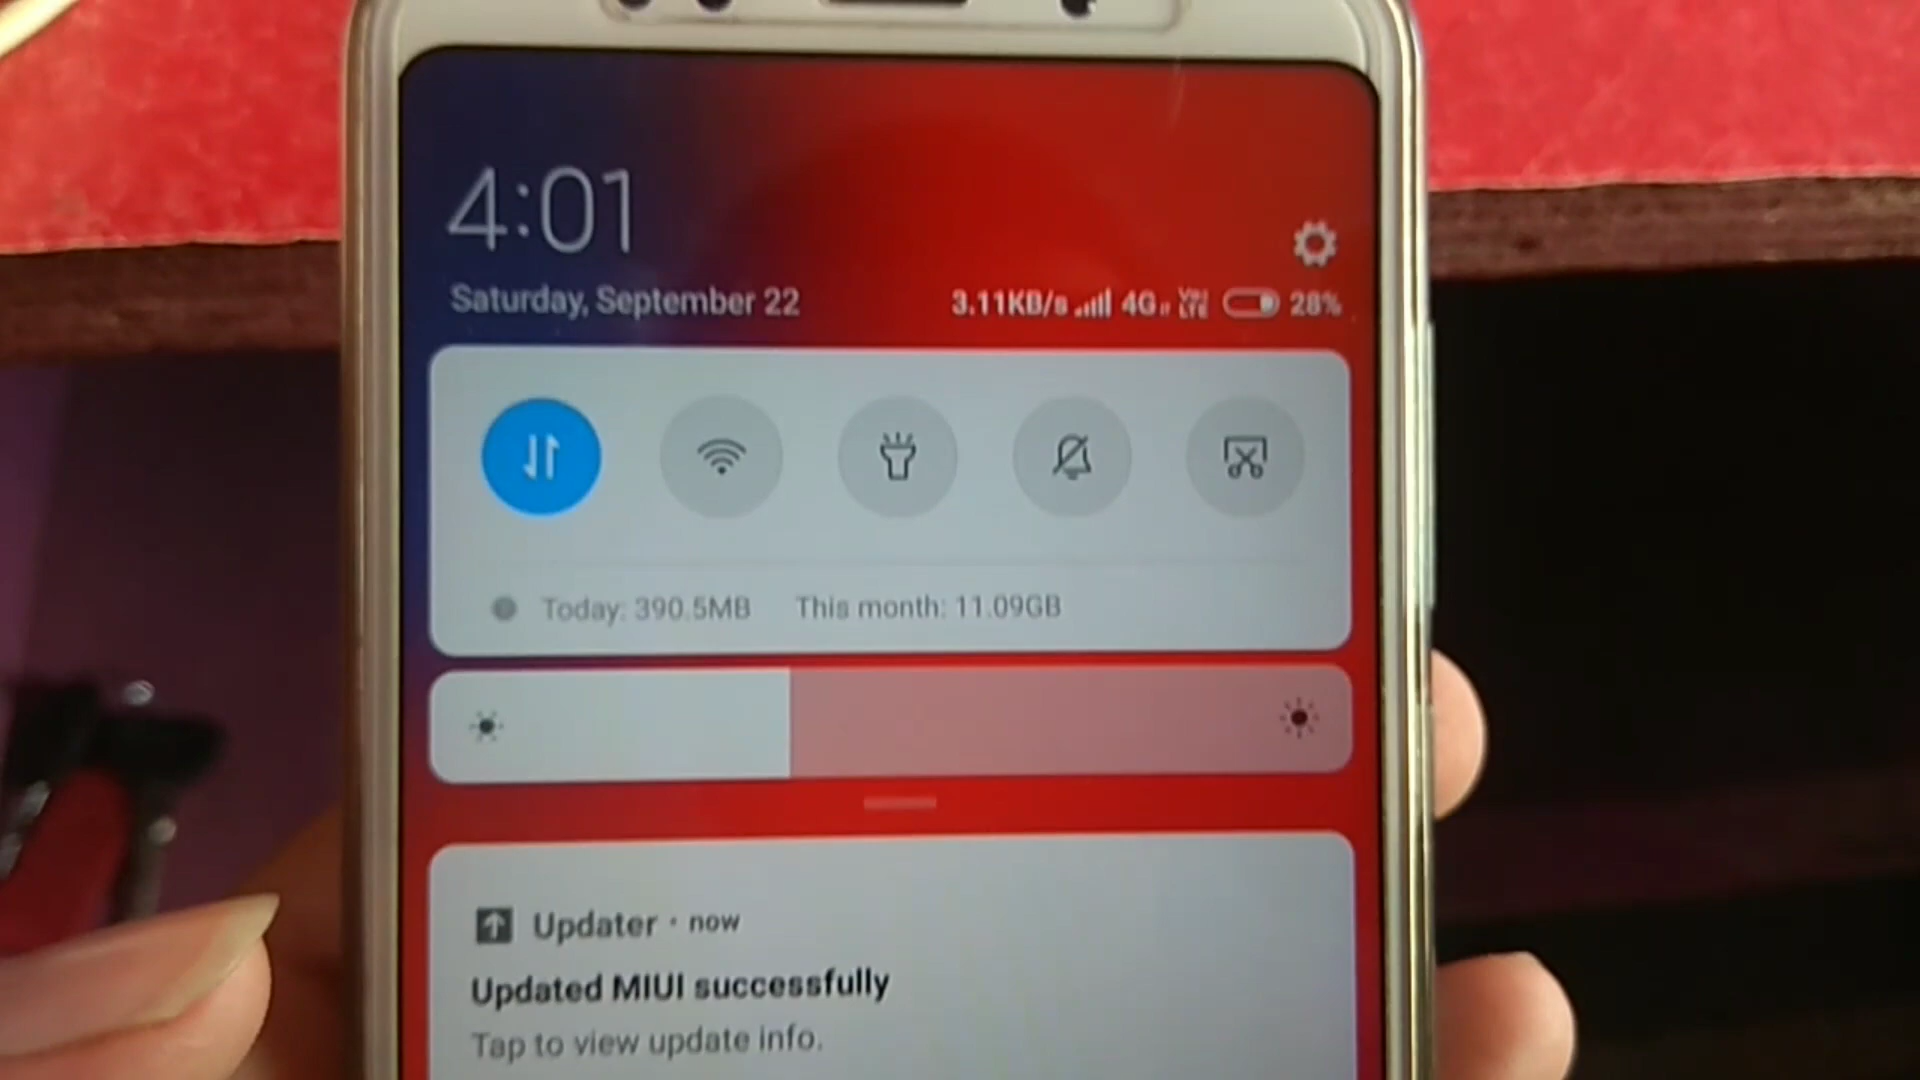 4:01
Saturday, September 22
3.11KB/s 4G VoLTE 28%
Today: 390.5MB This month: 11.09GB
Updater · now
Updated MIUI successfully
Tap to view update info.